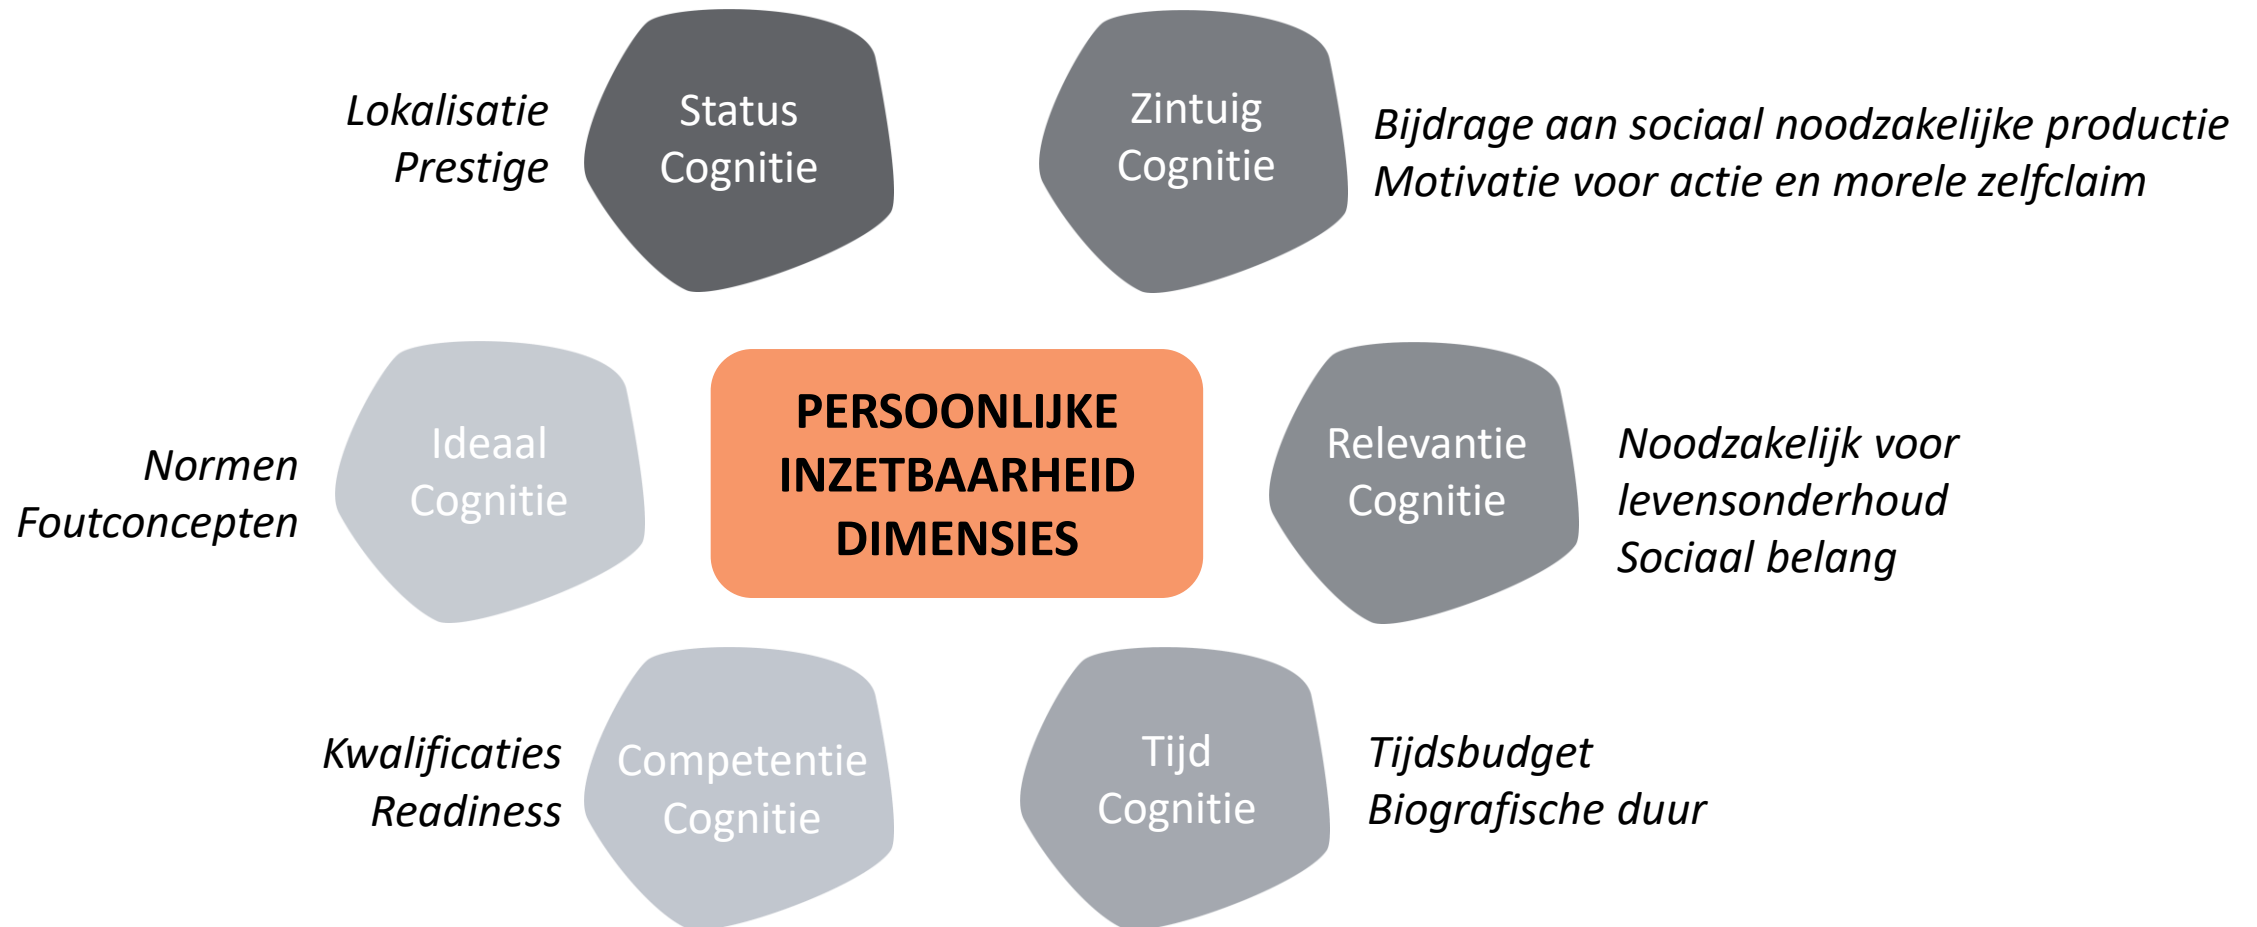 Lokalisatie
Prestige
Status
Cognitie
Zintuig
Cognitie
Bijdrage aan sociaal noodzakelijke productie
Motivatie voor actie en morele zelfclaim
Normen
Foutconcepten
Ideaal
Cognitie
PERSOONLIJKE
INZETBAARHEID
DIMENSIES
Relevantie
Cognitie
Noodzakelijk voor
levensonderhoud
Sociaal belang
Kwalificaties
Readiness
Competentie
Cognitie
Tijd
Cognitie
Tijdsbudget
Biografische duur